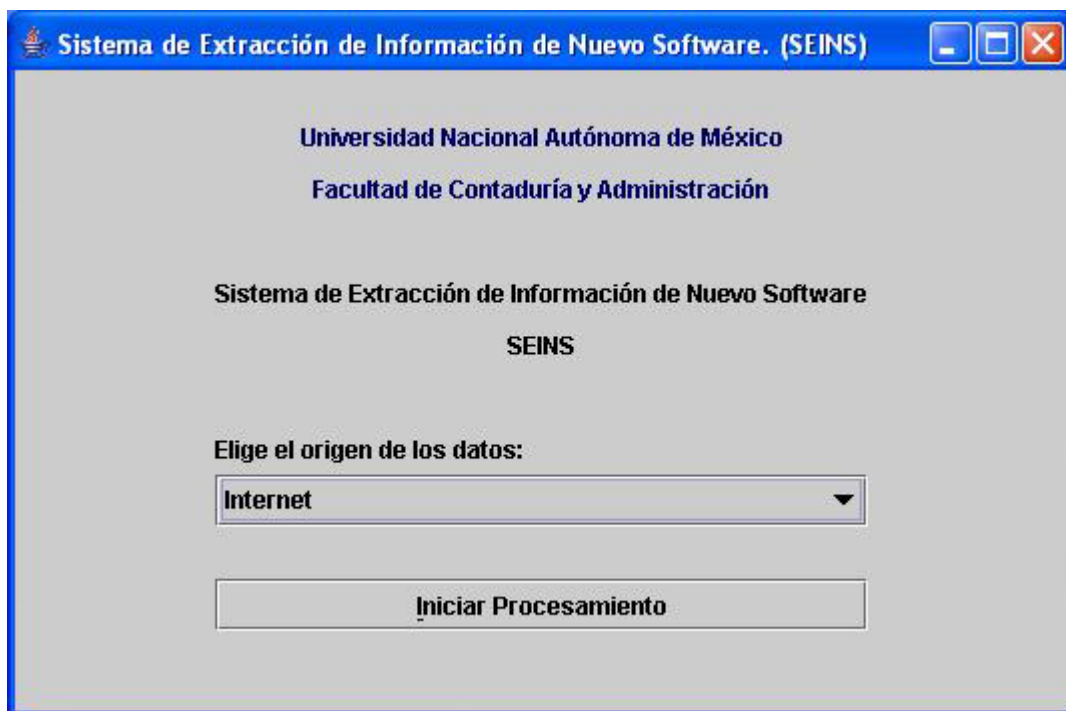 Sistema de Extracción de Información de Nuevo Software. (SEINS)
Universidad Nacional Autónoma de México
Facultad de Contaduría y Administración
Sistema de Extracción de Información de Nuevo Software
SEINS
Elige el origen de los datos:
Internet
Iniciar Procesamiento